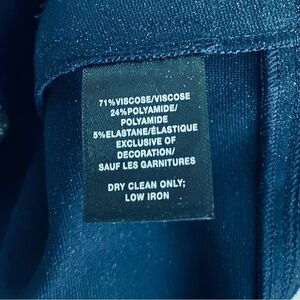 71%VISCOSE/VISCOSE
24%POLYAMIDE/
POLYAMIDE
5%ELASTANE/ÉLASTIQUE
EXCLUSIVE OF
DECORATION/
SAUF LES GARNITURES
DRY CLEAN ONLY;
LOW IRON